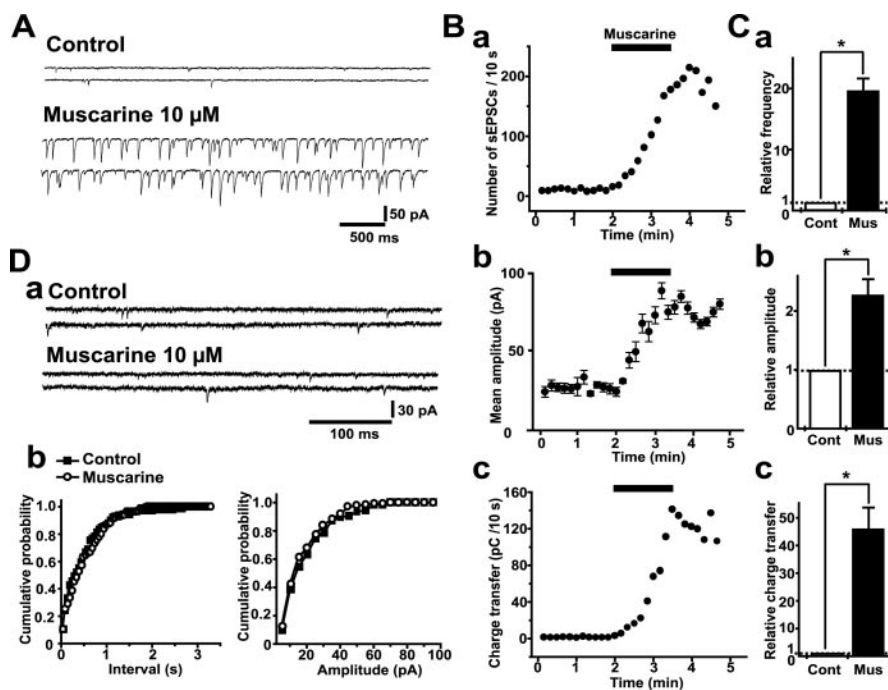 A
Control
Muscarine 10 µM
50 pA
500 ms
B
a
Muscarine
Number of sEPSCs / 10 s
200
100
0
0 1 2 3 4 5
Time (min)
b
Mean amplitude (pA)
100
50
0
0 1 2 3 4 5
Time (min)
c
Charge transfer (pC /10 s)
160
120
80
40
0
0 1 2 3 4 5
Time (min)
C
a
*
Relative frequency
20
10
1
0
Cont Mus
b
*
Relative amplitude
2
1
0
Cont Mus
c
*
Relative charge transfer
50
40
30
20
10
1
0
Cont Mus
D
a
Control
Muscarine 10 µM
30 pA
100 ms
b
Control
Muscarine
Cumulative probability
1.0
0.8
0.6
0.4
0.2
0
0 1 2 3
Interval (s)
Cumulative probability
1.0
0.8
0.6
0.4
0.2
0
0 20 40 60 80 100
Amplitude (pA)